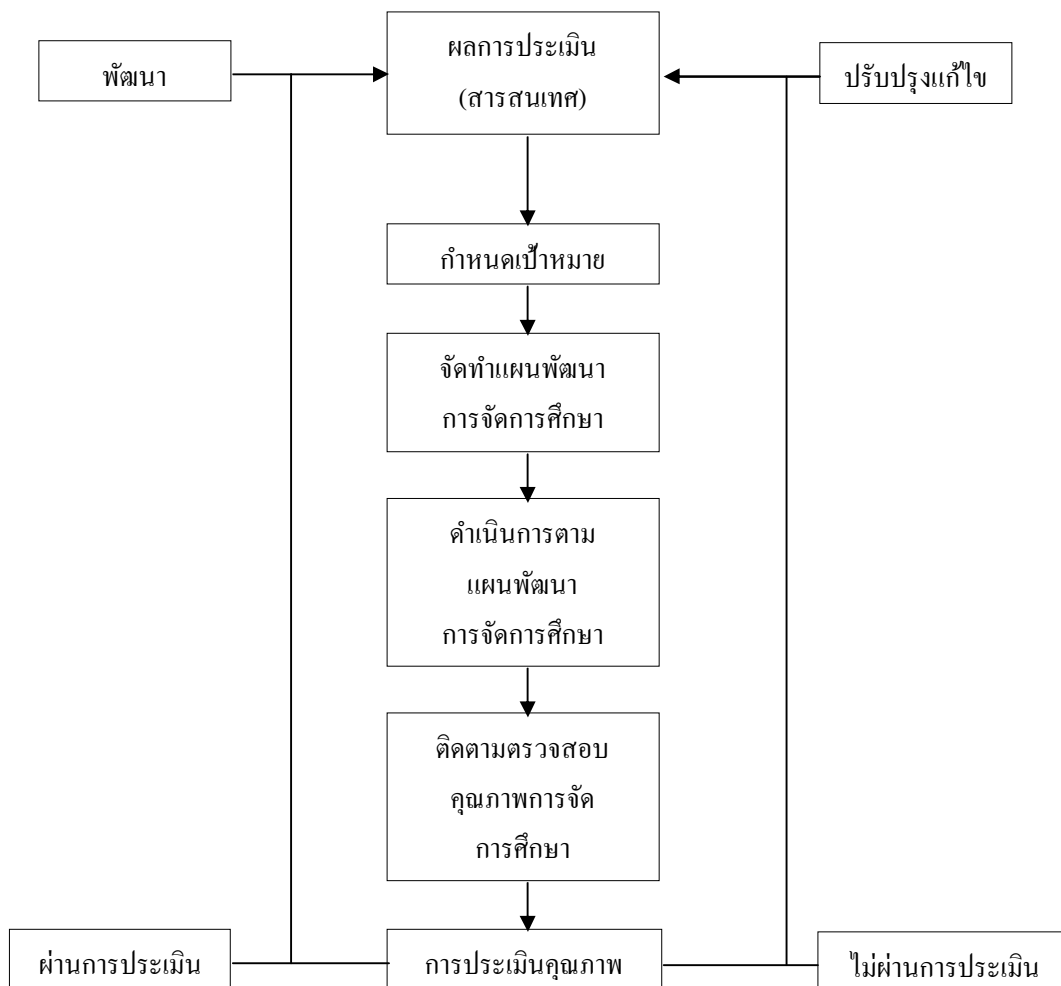 พัฒนา
ผลการประเมิน
(สารสนเทศ)
ปรับปรุงแก้ไข
กำหนดเป้าหมาย
จัดทำแผนพัฒนา
การจัดการศึกษา
ดำเนินการตาม
แผนพัฒนา
การจัดการศึกษา
ติดตามตรวจสอบ
คุณภาพการจัด
การศึกษา
ผ่านการประเมิน
การประเมินคุณภาพ
ไม่ผ่านการประเมิน